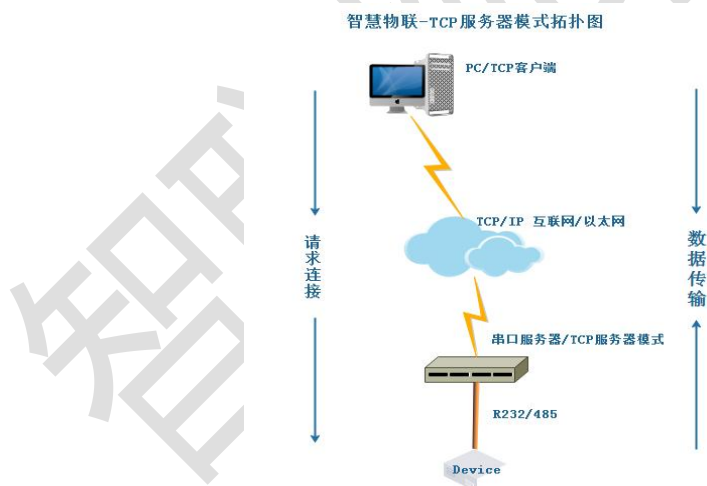 智慧物联-TCP服务器模式拓扑图
PC/TCP客户端
TCP/IP 互联网/以太网
请求连接
数据传输
串口服务器/TCP服务器模式
R232/485
Device